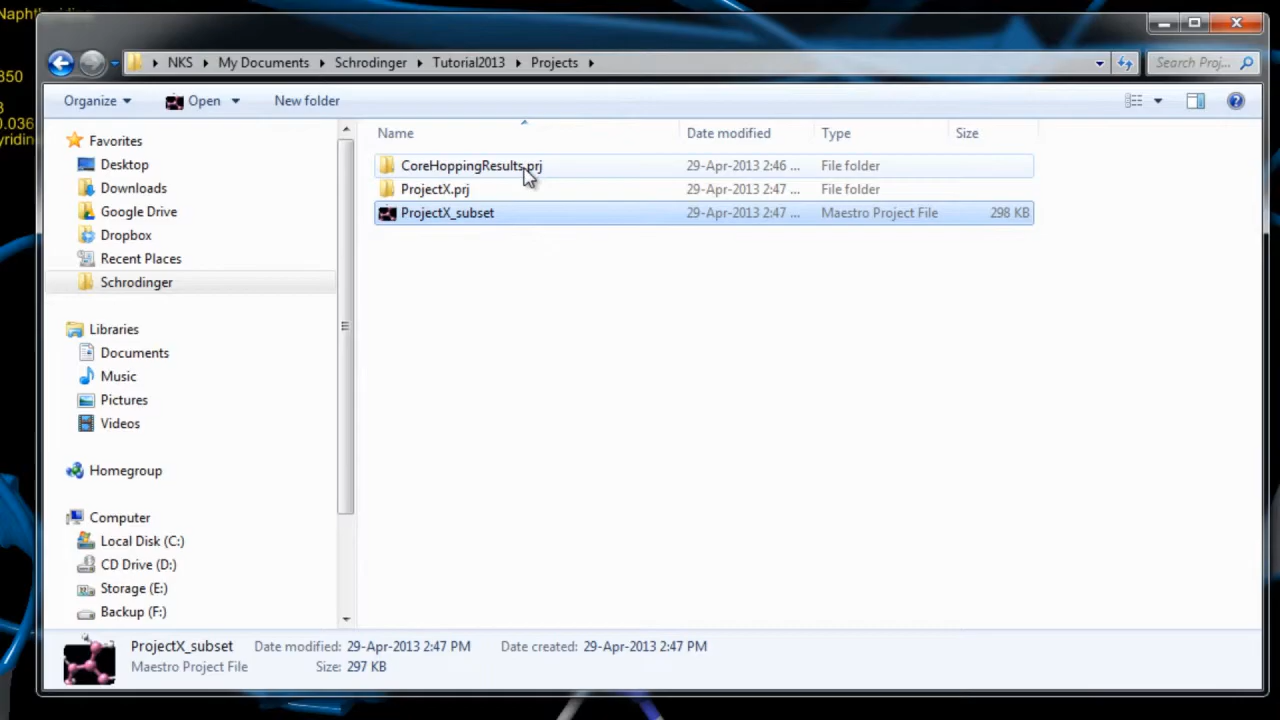 Naphthyridine
NKS My Documents Schrodinger Tutorial2013 Projects
Search Proj...
Organize Open New folder
Name Date modified Type Size
850
3
0.036
yridin
Favorites
Desktop
Downloads
Google Drive
Dropbox
Recent Places
Schrodinger
Libraries
Documents
Music
Pictures
Videos
Homegroup
Computer
Local Disk (C:)
CD Drive (D:)
Storage (E:)
Backup (F:)
CoreHoppingResults.prj 29-Apr-2013 2:46 ... File folder
ProjectX.prj 29-Apr-2013 2:47 ... File folder
ProjectX_subset 29-Apr-2013 2:47 ... Maestro Project File 298 KB
ProjectX_subset Date modified: 29-Apr-2013 2:47 PM Date created: 29-Apr-2013 2:47 PM
Maestro Project File Size: 297 KB